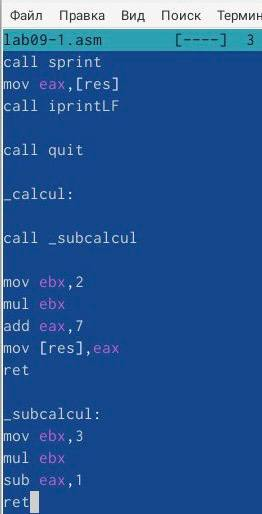 Файл Правка Вид Поиск Термин
lab09-1.asm [----] 3
call sprint
mov eax,[res]
call iprintLF
call quit
_calcul:
call _subcalcul
mov ebx,2
mul ebx
add eax,7
mov [res],eax
ret
_subcalcul:
mov ebx,3
mul ebx
sub eax,1
ret